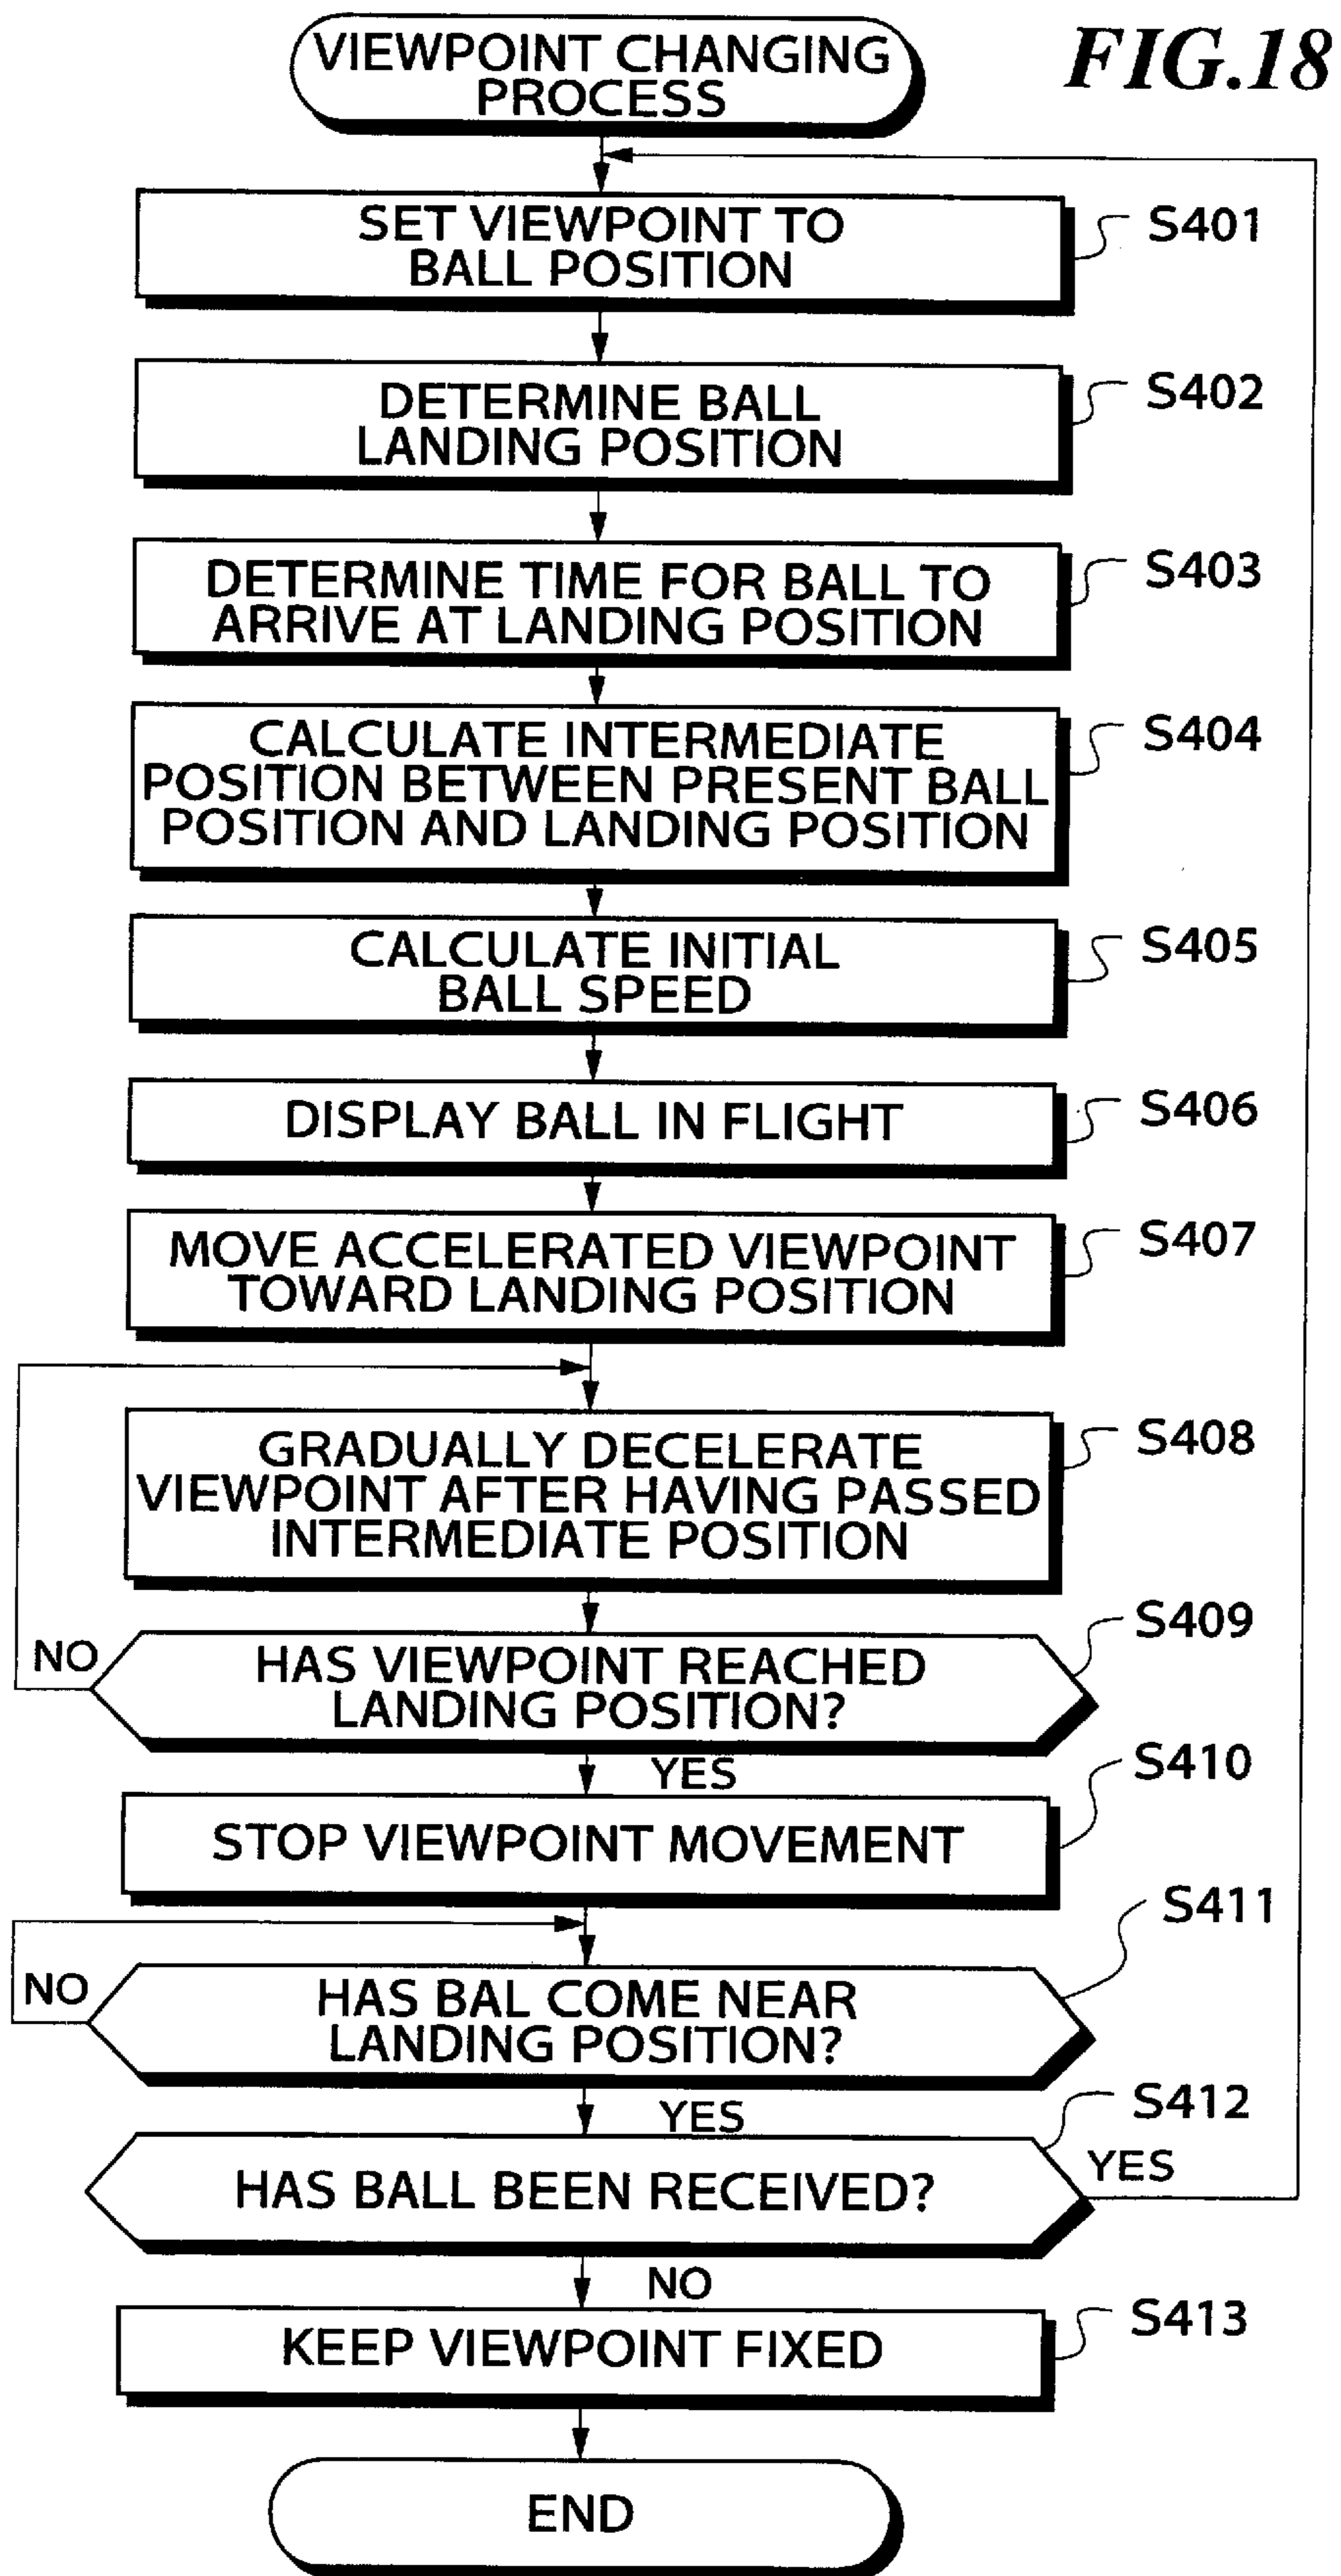 FIG.18
VIEWPOINT CHANGING
PROCESS
SET VIEWPOINT TO
BALL POSITION
S401
DETERMINE BALL
LANDING POSITION
S402
DETERMINE TIME FOR BALL TO
ARRIVE AT LANDING POSITION
S403
CALCULATE INTERMEDIATE
POSITION BETWEEN PRESENT BALL
POSITION AND LANDING POSITION
S404
CALCULATE INITIAL
BALL SPEED
S405
DISPLAY BALL IN FLIGHT
S406
MOVE ACCELERATED VIEWPOINT
TOWARD LANDING POSITION
S407
GRADUALLY DECELERATE
VIEWPOINT AFTER HAVING PASSED
INTERMEDIATE POSITION
S408
HAS VIEWPOINT REACHED
LANDING POSITION?
S409
NO
YES
STOP VIEWPOINT MOVEMENT
S410
HAS BAL COME NEAR
LANDING POSITION?
S411
NO
YES
HAS BALL BEEN RECEIVED?
S412
YES
NO
KEEP VIEWPOINT FIXED
S413
END